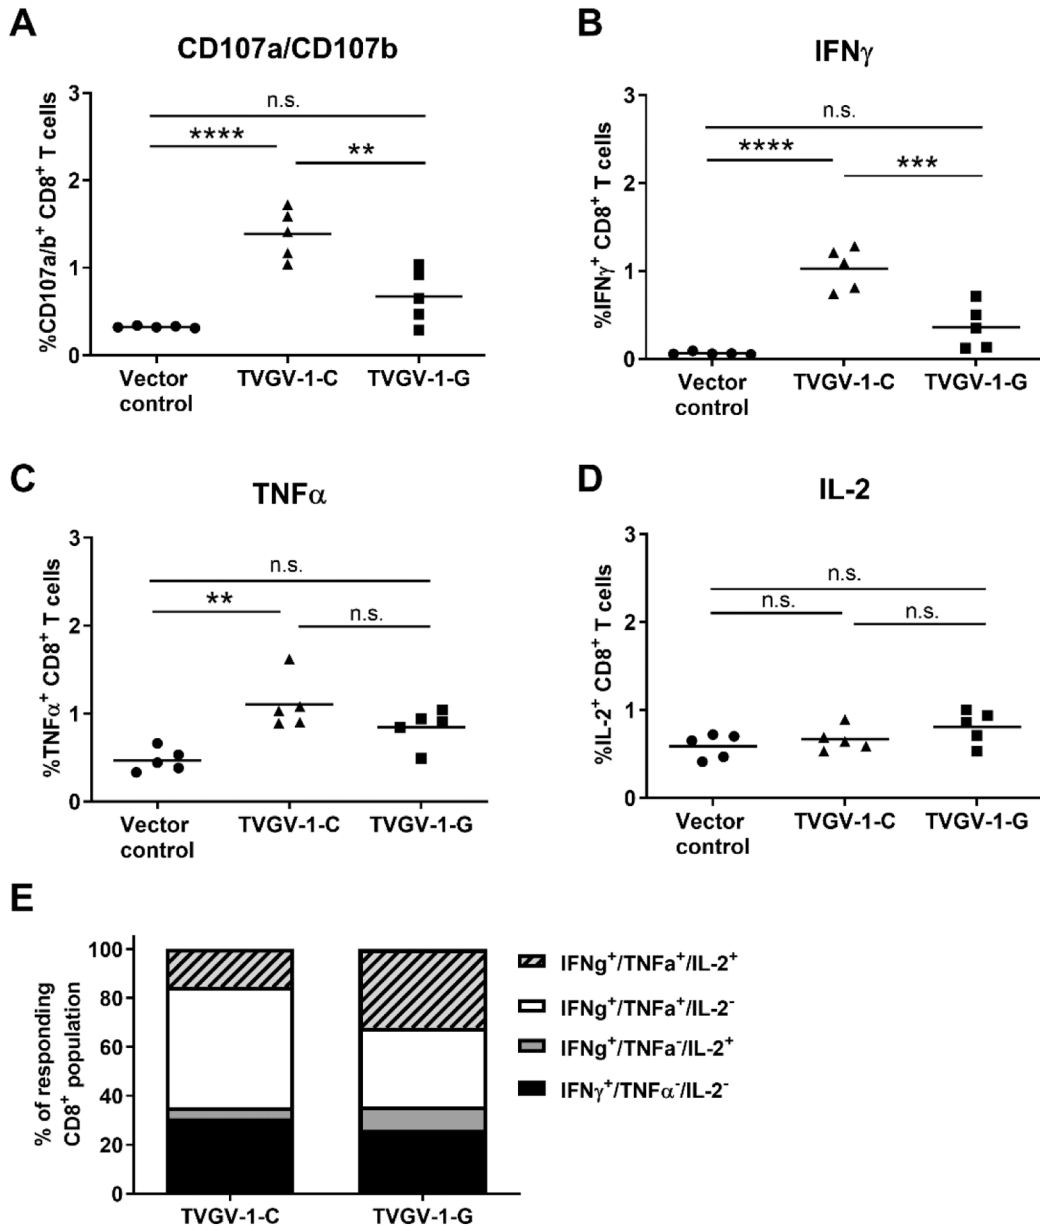 A
CD107a/CD107b
%CD107a/b⁺ CD8⁺ T cells
3
2
1
0
n.s.
****
**
Vector
control
TVGV-1-C
TVGV-1-G
B
IFNγ
%IFNγ⁺ CD8⁺ T cells
3
2
1
0
n.s.
****
***
Vector
control
TVGV-1-C
TVGV-1-G
C
TNFα
%TNFα⁺ CD8⁺ T cells
3
2
1
0
n.s.
**
n.s.
Vector
control
TVGV-1-C
TVGV-1-G
D
IL-2
%IL-2⁺ CD8⁺ T cells
3
2
1
0
n.s.
n.s.
n.s.
Vector
control
TVGV-1-C
TVGV-1-G
E
% of responding
CD8⁺ population
100
80
60
40
20
0
TVGV-1-C
TVGV-1-G
IFNg⁺/TNFa⁺/IL-2⁺
IFNg⁺/TNFa⁺/IL-2⁻
IFNg⁺/TNFa⁻/IL-2⁺
IFNγ⁺/TNFα⁻/IL-2⁻